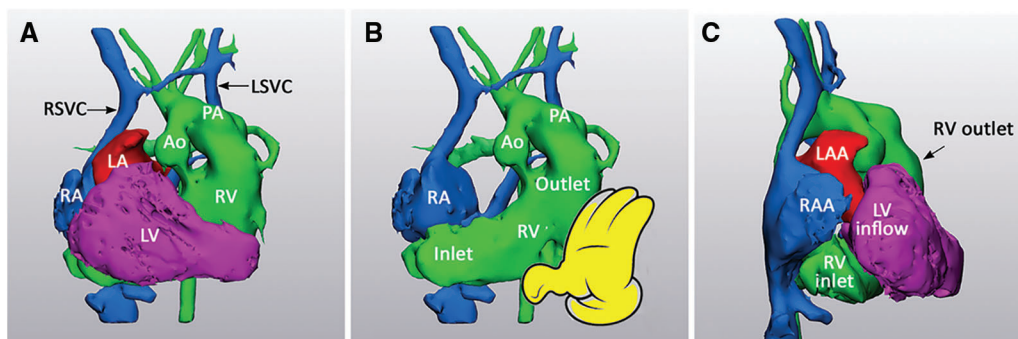 A
RSVC
LSVC
PA
Ao
LA
RA
RV
LV
B
PA
Ao
RA
Outlet
RV
Inlet
C
RV outlet
LAA
RAA
LV
inflow
RV
inlet